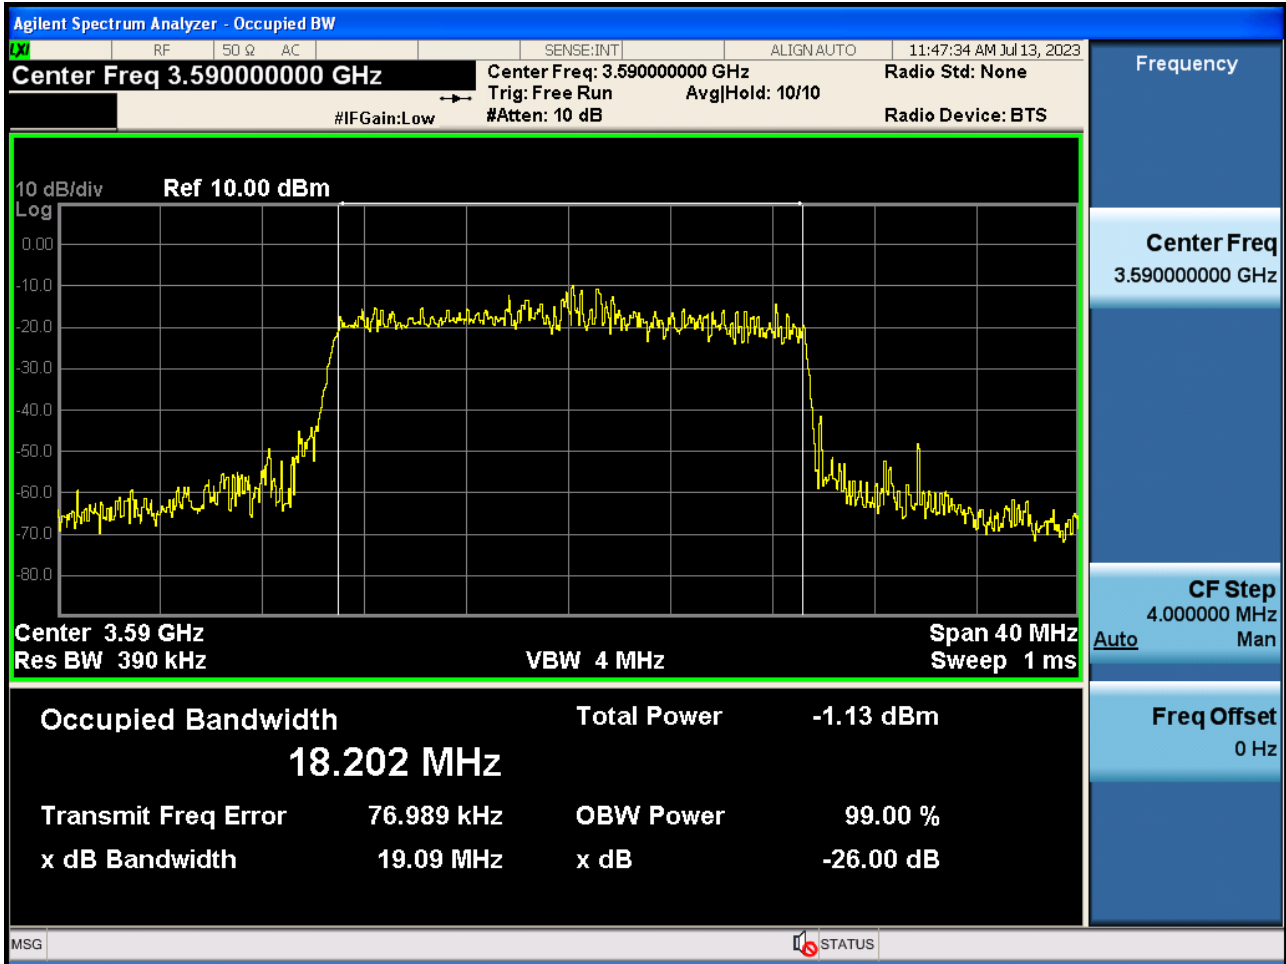 Agilent Spectrum Analyzer - Occupied BW
LXI RF 50 Ω AC SENSE:INT ALIGN AUTO 11:47:34 AM Jul 13, 2023
Center Freq 3.590000000 GHz
Center Freq: 3.590000000 GHz
Radio Std: None
Trig: Free Run Avg|Hold: 10/10
#IFGain:Low
#Atten: 10 dB
Radio Device: BTS
10 dB/div Ref 10.00 dBm
Log
0.00
-10.0
-20.0
-30.0
-40.0
-50.0
-60.0
-70.0
-80.0
Center 3.59 GHz Span 40 MHz
Res BW 390 kHz VBW 4 MHz Sweep 1 ms
Occupied Bandwidth Total Power -1.13 dBm
18.202 MHz
Transmit Freq Error 76.989 kHz OBW Power 99.00 %
x dB Bandwidth 19.09 MHz x dB -26.00 dB
Frequency
Center Freq
3.590000000 GHz
CF Step
4.000000 MHz
Auto Man
Freq Offset
0 Hz
MSG STATUS